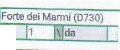 Forte dei Marmi (D730)
1 \ da